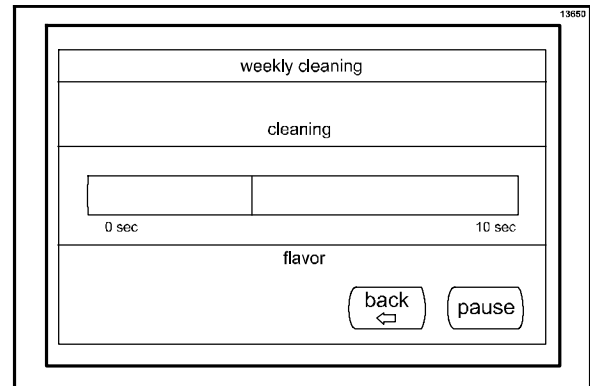 13650
weekly cleaning
cleaning
0 sec 10 sec
flavor
back pause